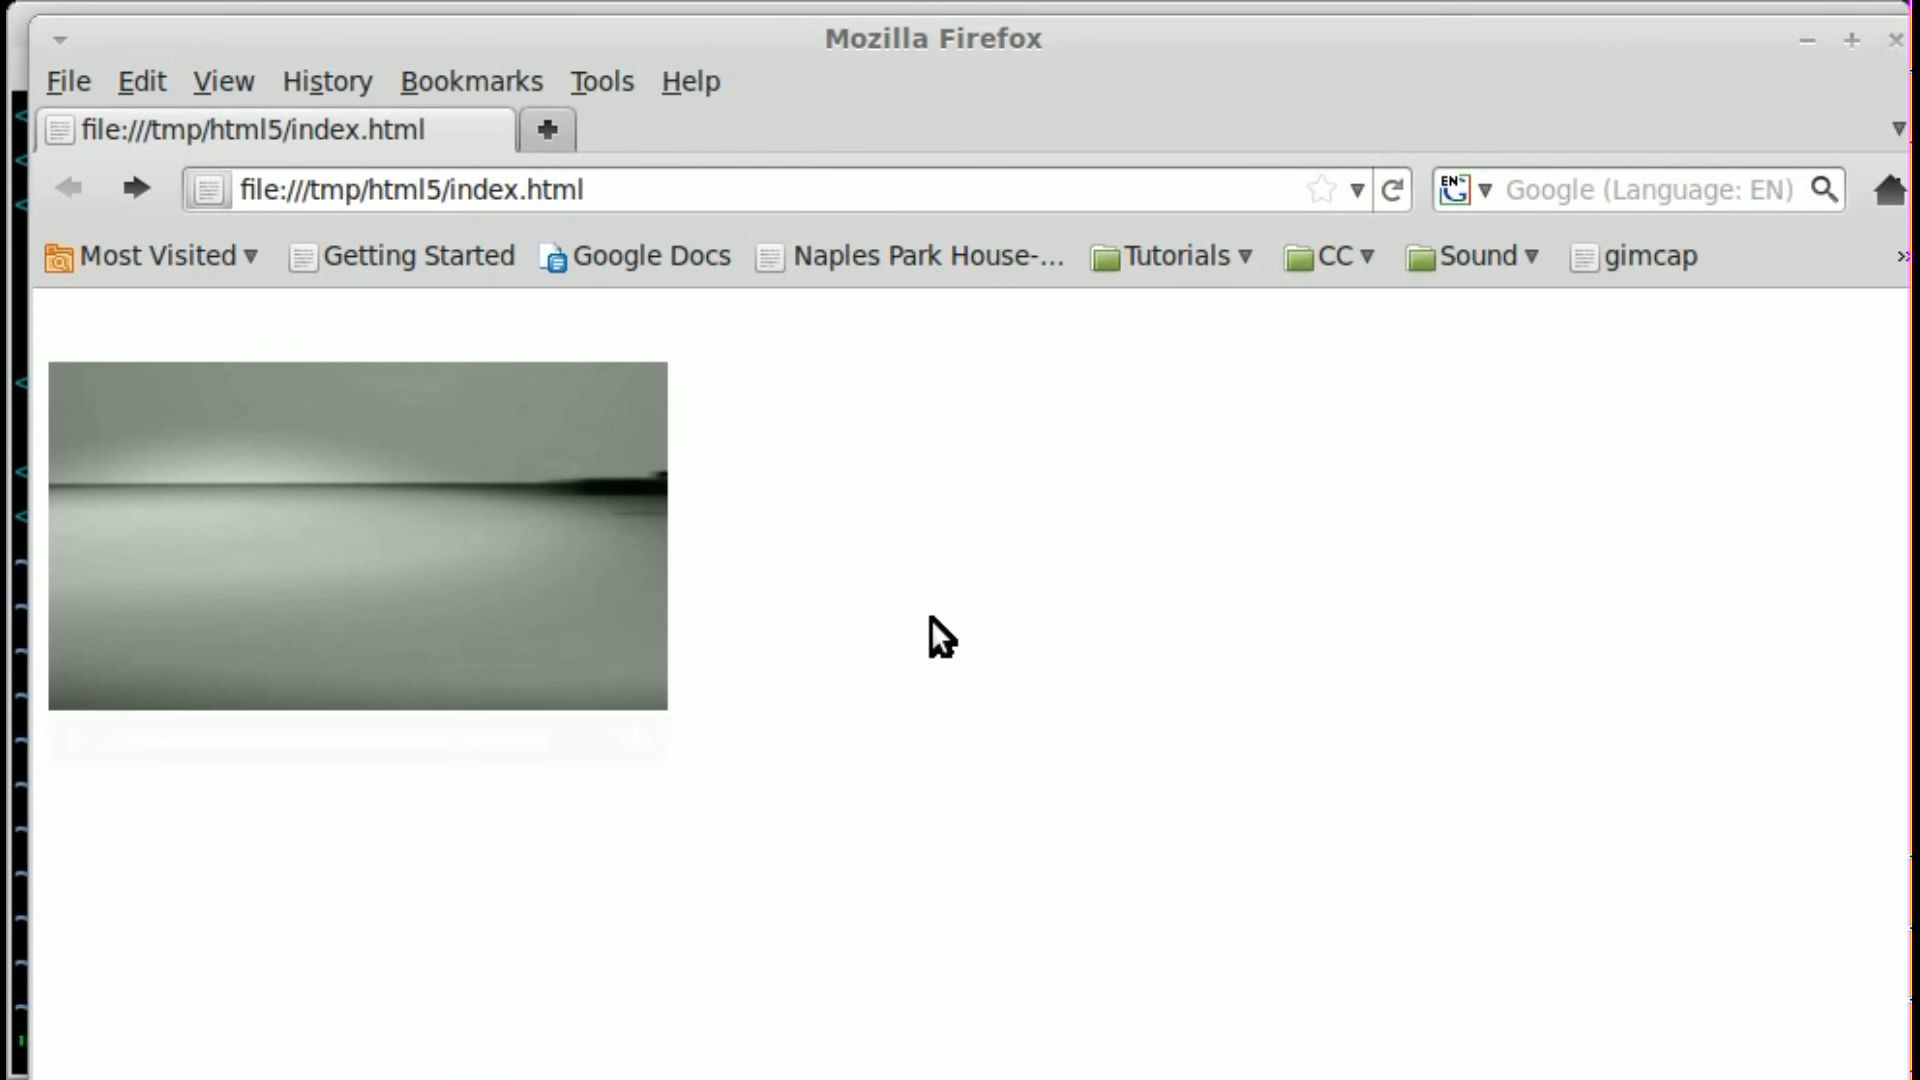 Mozilla Firefox
File Edit View History Bookmarks Tools Help
file:///tmp/html5/index.html
file:///tmp/html5/index.html EN Google (Language: EN)
Most Visited Getting Started Google Docs Naples Park House-... Tutorials CC Sound gimcap